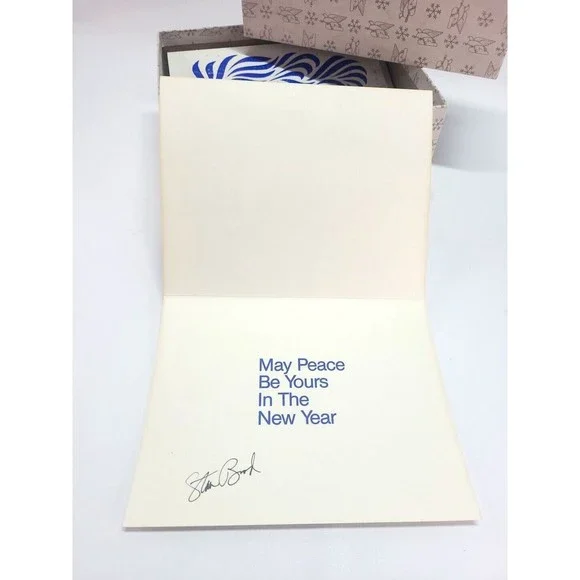 May Peace
Be Yours
In The
New Year